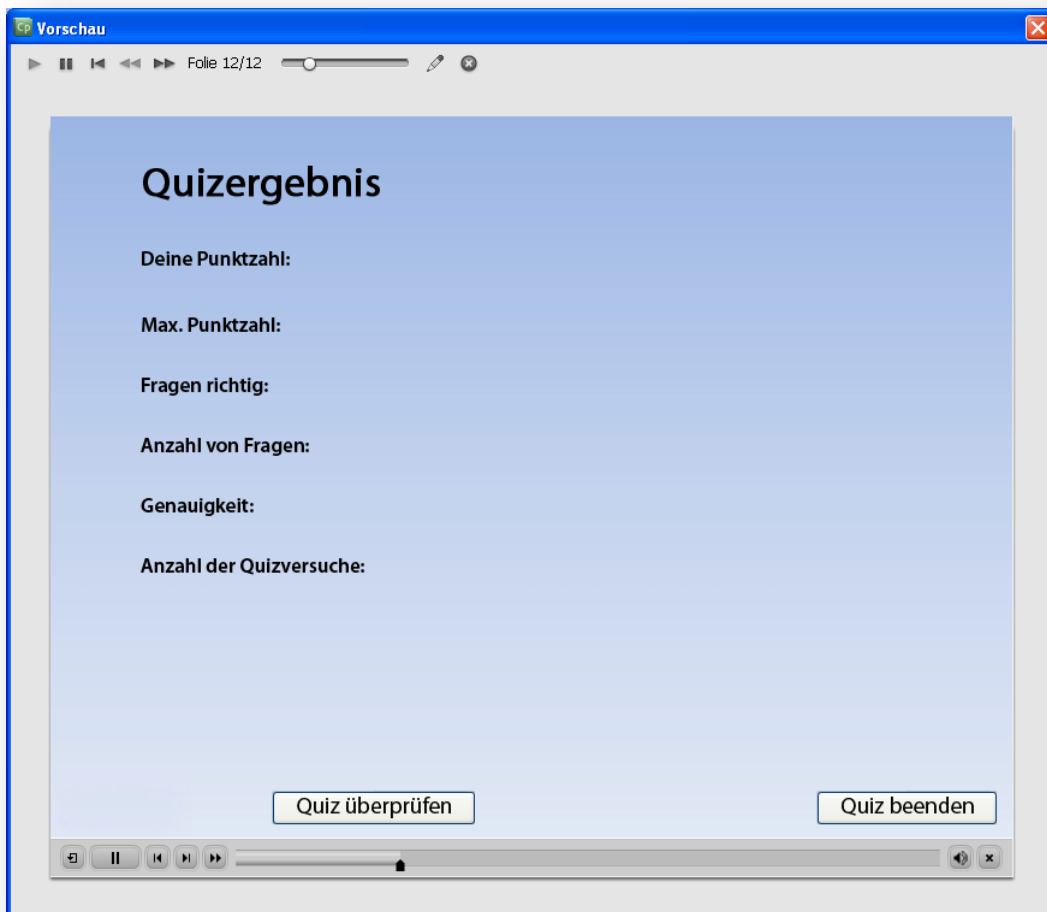 Cp Vorschau
Folie 12/12
Quizergebnis
Deine Punktzahl:
Max. Punktzahl:
Fragen richtig:
Anzahl von Fragen:
Genauigkeit:
Anzahl der Quizversuche:
Quiz überprüfen
Quiz beenden